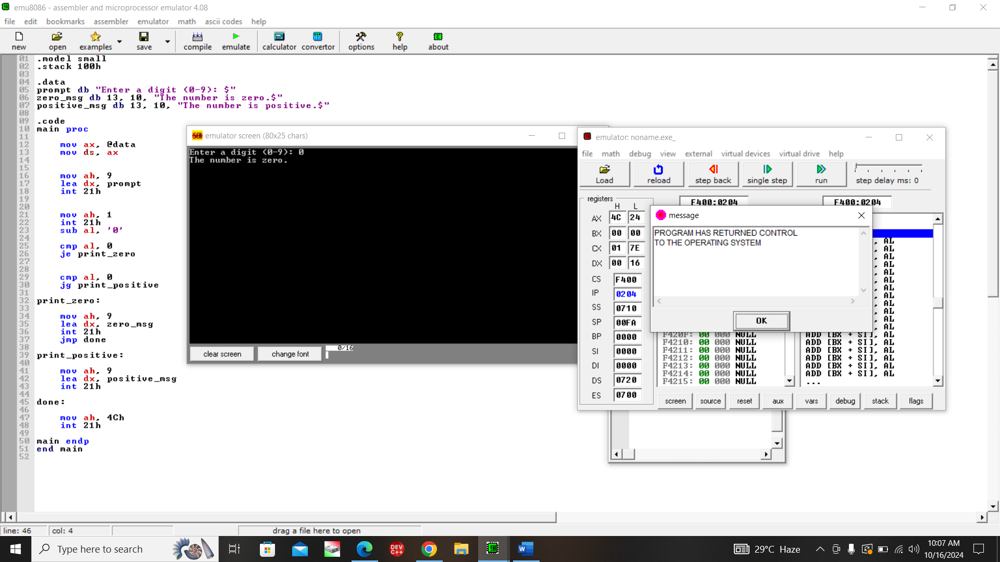 emu8086 - assembler and microprocessor emulator 4.08
file edit bookmarks assembler emulator math ascii codes help
new open examples save compile emulate calculator convertor options help about
01 .model small
02 .stack 100h
03
04 .data
05 prompt db "Enter a digit (0-9): $"
06 zero_msg db 13, 10, "The number is zero.$"
07 positive_msg db 13, 10, "The number is positive.$"
08
09 .code
10 main proc
11
12 mov ax, @data
13 mov ds, ax
14
15
16 mov ah, 9
17 lea dx, prompt
18 int 21h
19
20
21 mov ah, 1
22 int 21h
23 sub al, '0'
24
25 cmp al, 0
26 je print_zero
27
28
29 cmp al, 0
30 jg print_positive
31
32 print_zero:
33
34 mov ah, 9
35 lea dx, zero_msg
36 int 21h
37 jmp done
38
39 print_positive:
40
41 mov ah, 9
42 lea dx, positive_msg
43 int 21h
44
45 done:
46
47 mov ah, 4Ch
48 int 21h
49
50 main endp
51 end main
52
emulator screen (80x25 chars)
Enter a digit (0-9): 0
The number is zero.
clear screen change font 0/16
emulator: noname.exe_
file math debug view external virtual devices virtual drive help
Load reload step back single step run step delay ms: 0
registers F400:0204 F400:0204
H L
AX 4C 24
BX 00 00
CX 01 7E
DX 00 16
CS F400
IP 0204
SS 0710
SP 00FA
BP 0000
SI 0000
DI 0000
DS 0720
ES 0700
message
PROGRAM HAS RETURNED CONTROL
TO THE OPERATING SYSTEM
OK
, AL
, AL
, AL
, AL
, AL
, AL
, AL
, AL
, AL
, AL
, AL
, AL
F420F: 00 000 NULL ADD [BX + SI], AL
F4210: 00 000 NULL ADD [BX + SI], AL
F4211: 00 000 NULL ADD [BX + SI], AL
F4212: 00 000 NULL ADD [BX + SI], AL
F4213: 00 000 NULL ADD [BX + SI], AL
F4214: 00 000 NULL ADD [BX + SI], AL
F4215: 00 000 NULL ...
screen source reset aux vars debug stack flags
line: 46 col: 4 drag a file here to open
Type here to search
DEV C++
29°C Haze
10:07 AM
10/16/2024